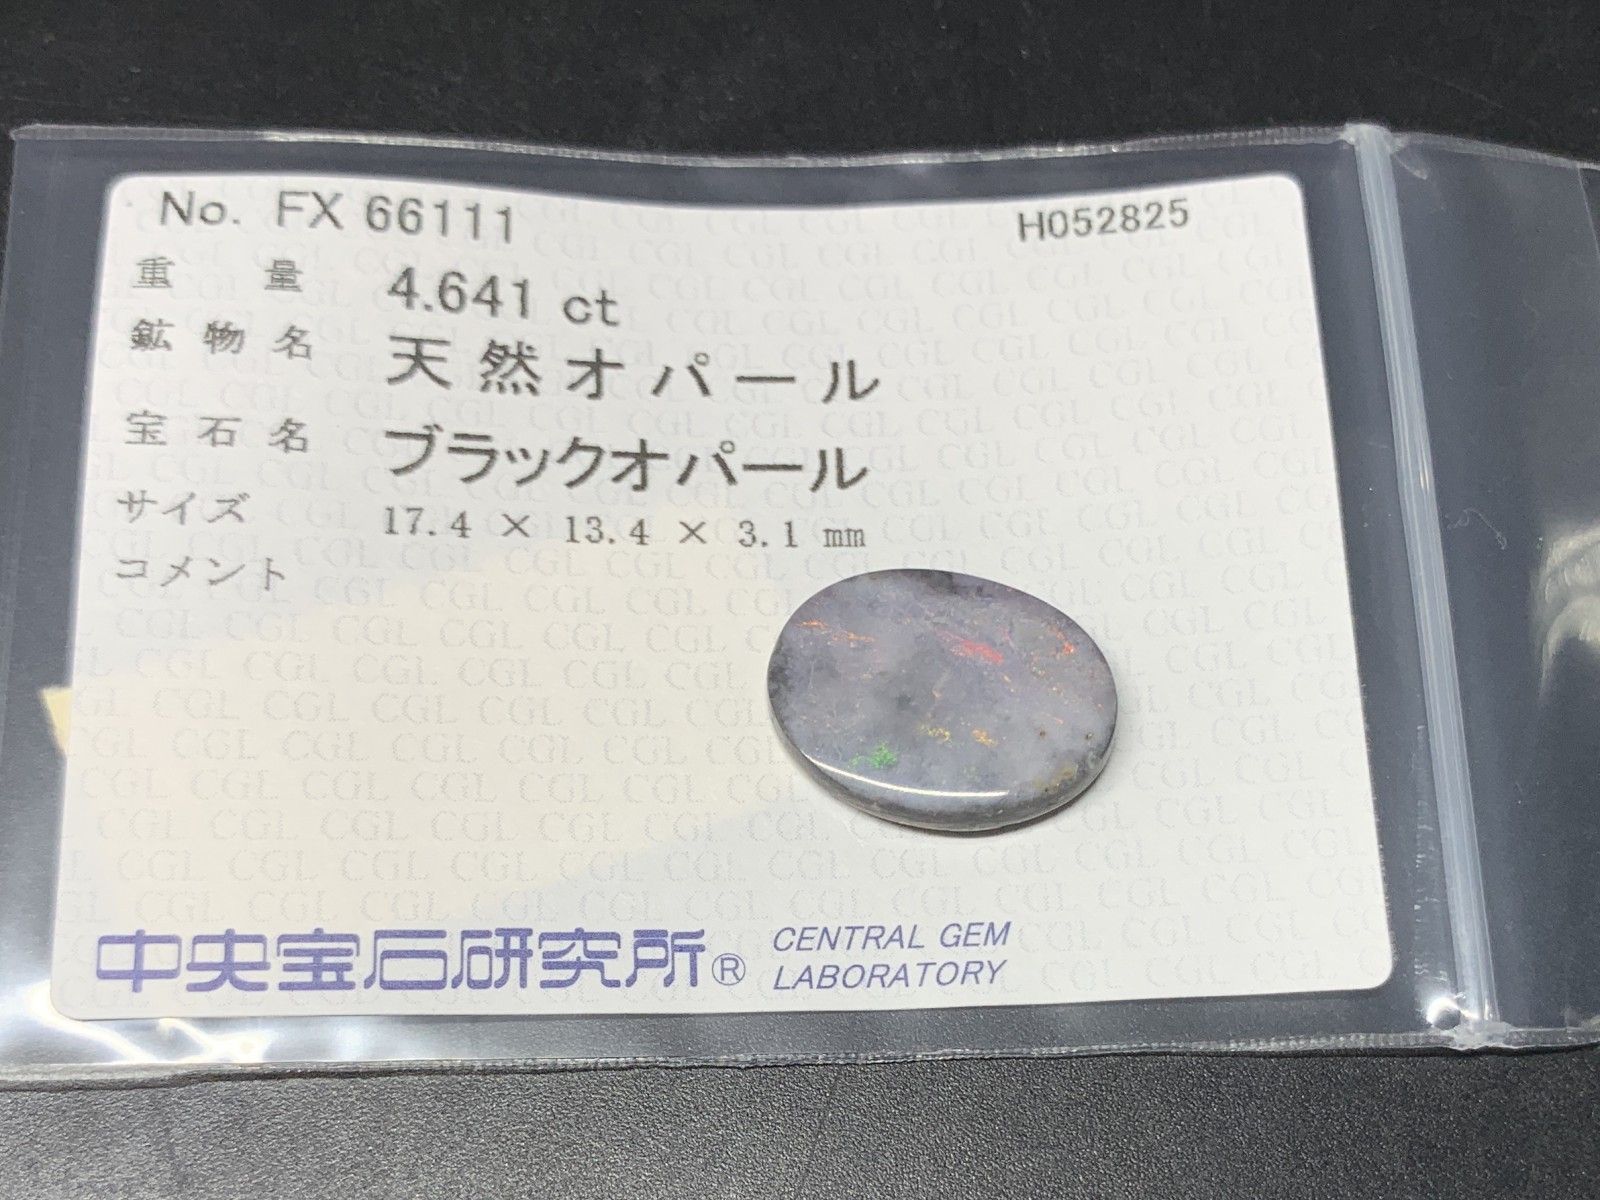 No. FX 66111 H052825
重量 4.641 ct
鉱物名 天然オパール
宝石名 ブラックオパール
サイズ 17.4 × 13.4 × 3.1 mm
コメント
中央宝石研究所® CENTRAL GEM
LABORATORY